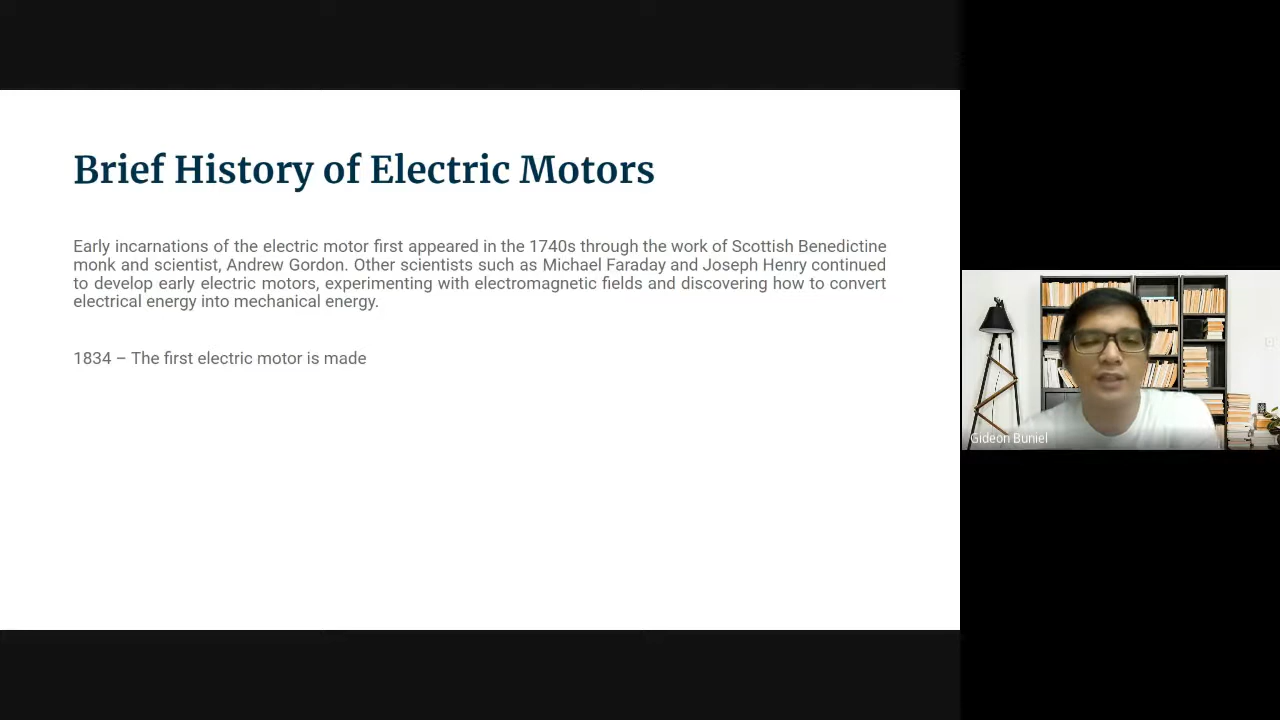 Brief History of Electric Motors
Early incarnations of the electric motor first appeared in the 1740s through the work of Scottish Benedictine
monk and scientist, Andrew Gordon. Other scientists such as Michael Faraday and Joseph Henry continued
to develop early electric motors, experimenting with electromagnetic fields and discovering how to convert
electrical energy into mechanical energy.
1834 – The first electric motor is made
Gideon Buniel